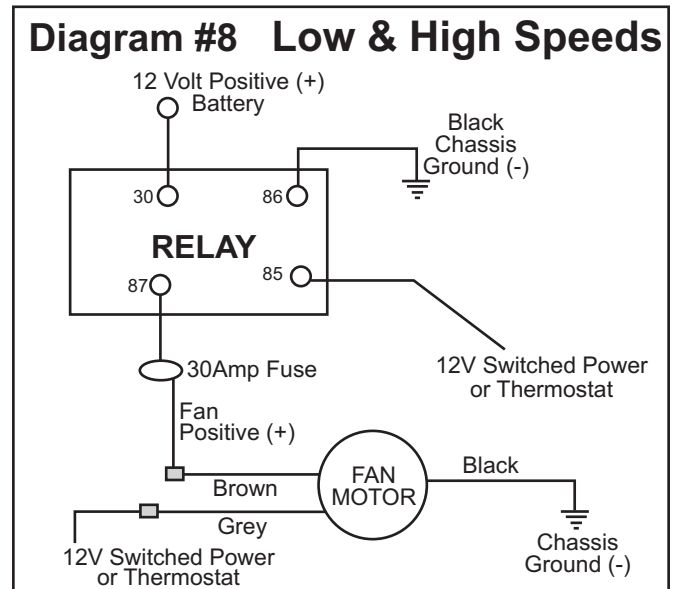 Diagram #8 Low & High Speeds
12 Volt Positive (+)
Battery
Black
Chassis
Ground (-)
30
86
RELAY
87
85
30Amp Fuse
12V Switched Power
or Thermostat
Fan
Positive (+)
Brown
FAN
MOTOR
Black
Grey
12V Switched Power
or Thermostat
Chassis
Ground (-)